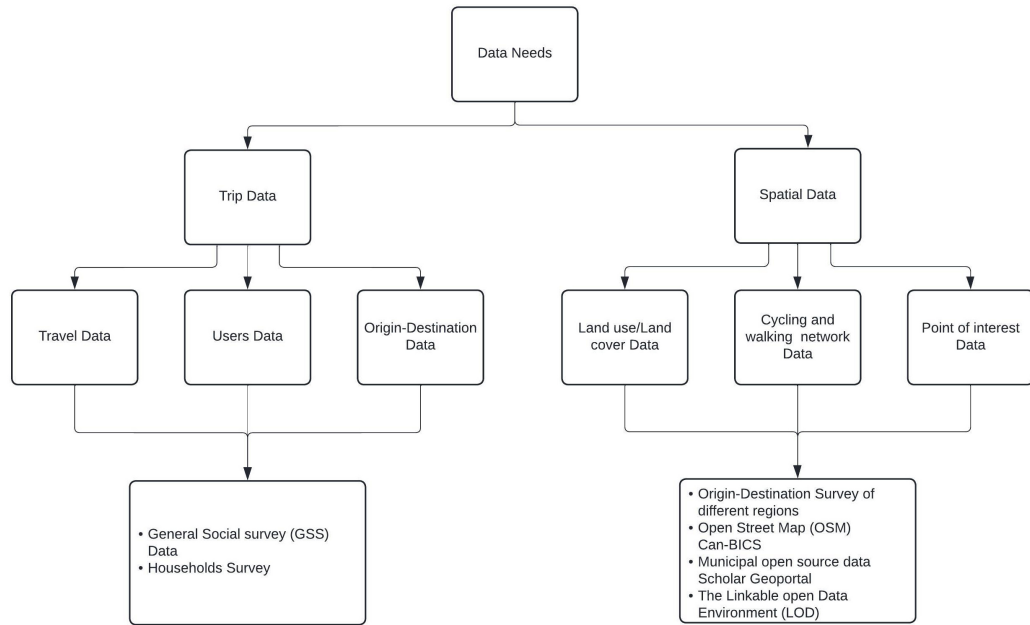 Data Needs
Trip Data
Spatial Data
Travel Data
Users Data
Origin-Destination
Data
Land use/Land
cover Data
Cycling and
walking network
Data
Point of interest
Data
• General Social survey (GSS)
Data
• Households Survey
• Origin-Destination Survey of
different regions
• Open Street Map (OSM)
Can-BICS
• Municipal open source data
Scholar Geoportal
• The Linkable open Data
Environment (LOD)